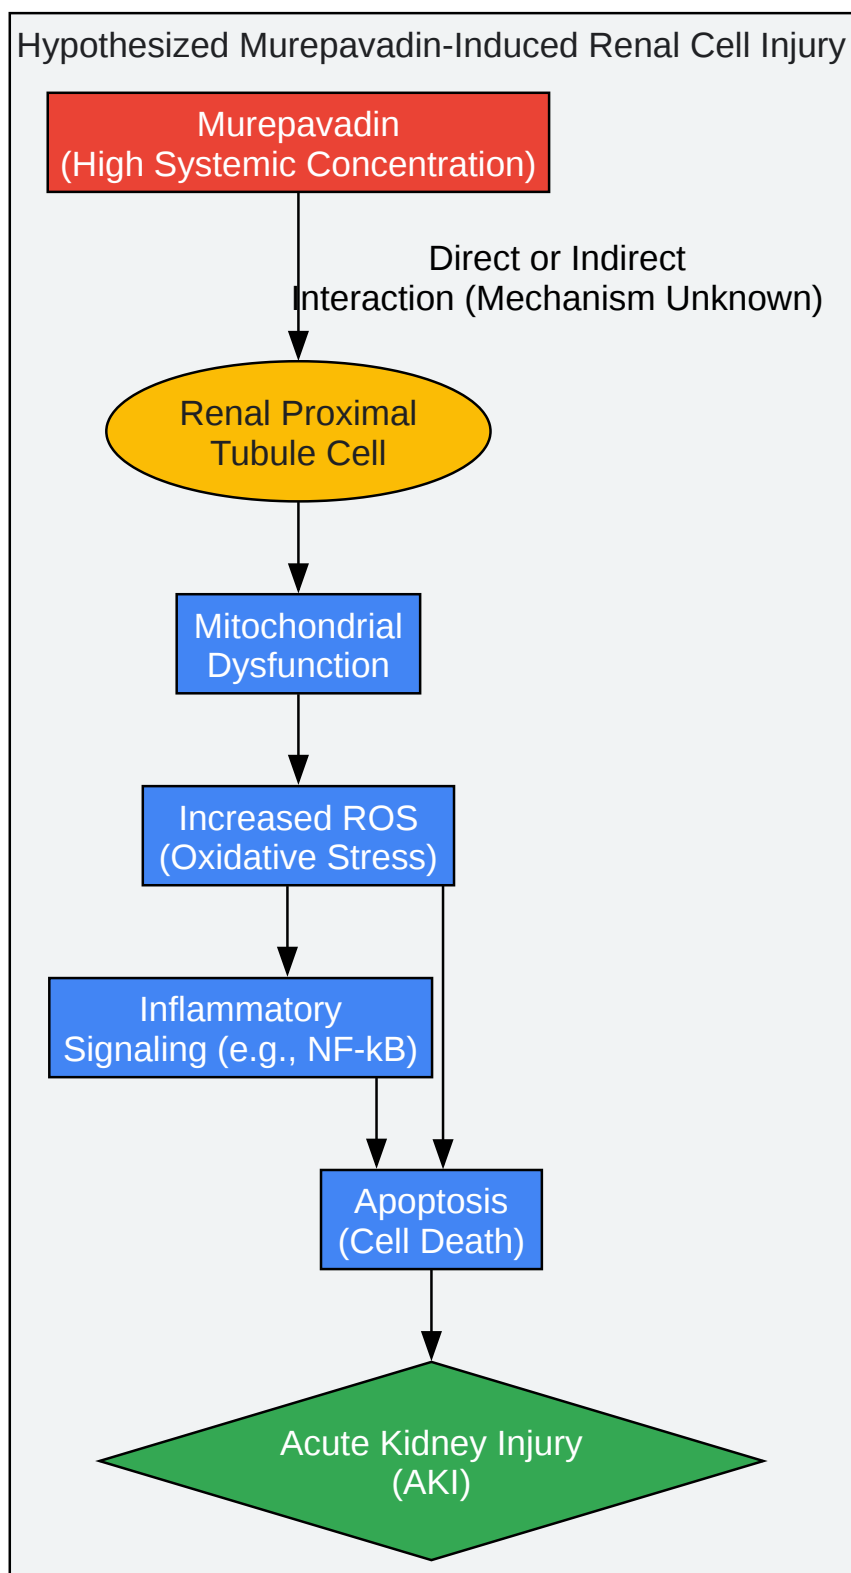 Hypothesized Murepavadin-Induced Renal Cell Injury
Murepavadin
(High Systemic Concentration)
Direct or Indirect
Interaction (Mechanism Unknown)
Renal Proximal
Tubule Cell
Mitochondrial
Dysfunction
Increased ROS
(Oxidative Stress)
Inflammatory
Signaling (e.g., NF-kB)
Apoptosis
(Cell Death)
Acute Kidney Injury
(AKI)